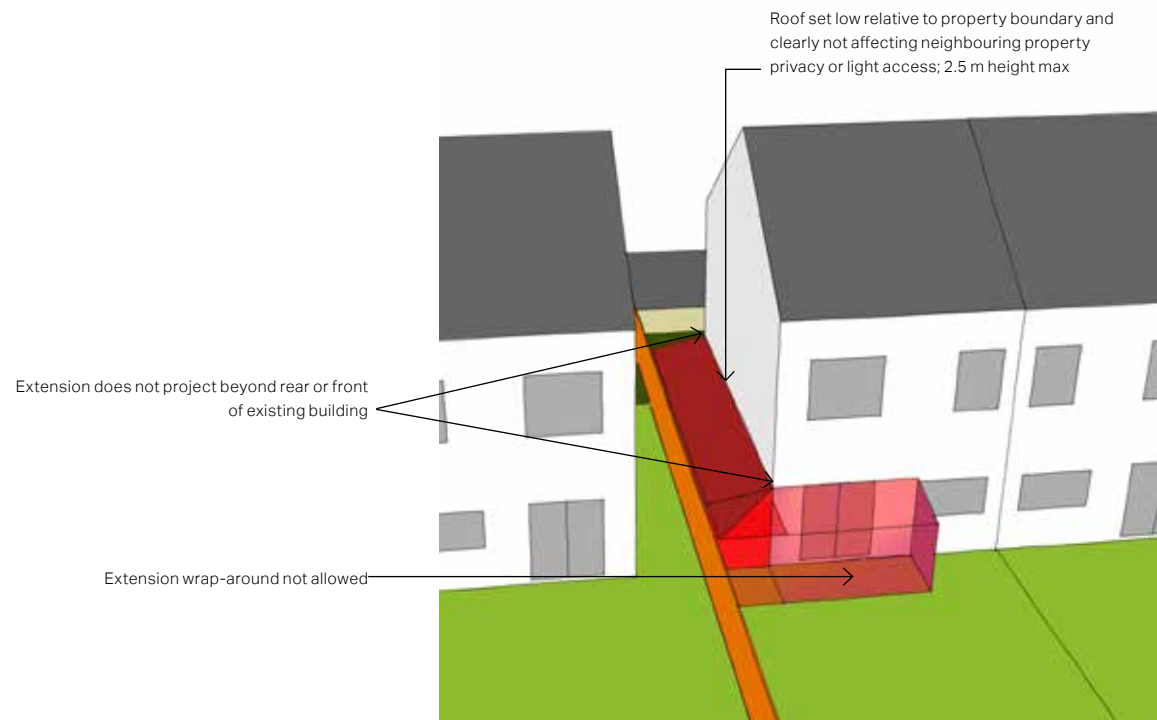 Roof set low relative to property boundary and
clearly not affecting neighbouring property
privacy or light access; 2.5 m height max
Extension does not project beyond rear or front
of existing building
Extension wrap-around not allowed